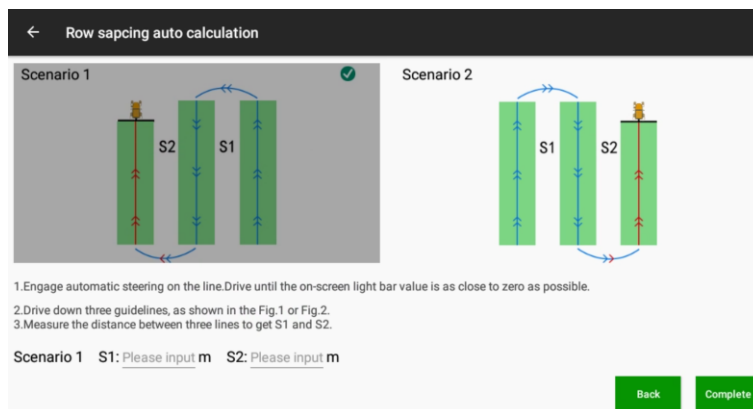 Row sapcing auto calculation
Scenario 1
Scenario 2
S2
S1
S1
S2
1.Engage automatic steering on the line.Drive until the on-screen light bar value is as close to zero as possible.
2.Drive down three guidelines, as shown in the Fig.1 or Fig.2.
3.Measure the distance between three lines to get S1 and S2.
Scenario 1 S1: Please input m S2: Please input m
Back
Complete